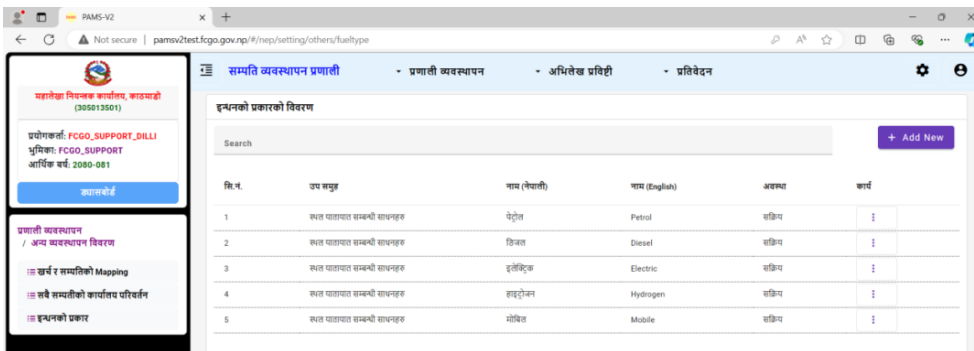 PAMS-V2
Not secure | pamsv2test.fcgo.gov.np/#/nep/setting/others/fueltype
महालेखा नियन्त्रक कार्यालय, काठमाडो
(305013501)
प्रयोगकर्ता: FCGO_SUPPORT_DILLI
भुमिका: FCGO_SUPPORT
आर्थिक बर्ष: 2080-081
ड्यासबोर्ड
प्रणाली व्यवस्थापन
/ अन्य व्यवस्थापन विवरण
खर्च र सम्पतिको Mapping
सबै सम्पतीको कार्यालय परिवर्तन
इन्धनको प्रकार
सम्पति व्यवस्थापन प्रणाली प्रणाली व्यवस्थापन अभिलेख प्रविष्टी प्रतिवेदन
इन्धनको प्रकारको विवरण
Search
+ Add New
सि.नं. उप समुह नाम (नेपाली) नाम (English) अवस्था कार्य
1 स्थल यातायात सम्बन्धी साधनहरु पेट्रोल Petrol सक्रिय
2 स्थल यातायात सम्बन्धी साधनहरु डिजल Diesel सक्रिय
3 स्थल यातायात सम्बन्धी साधनहरु इलेक्ट्रिक Electric सक्रिय
4 स्थल यातायात सम्बन्धी साधनहरु हाइट्रोजन Hydrogen सक्रिय
5 स्थल यातायात सम्बन्धी साधनहरु मोबिल Mobile सक्रिय